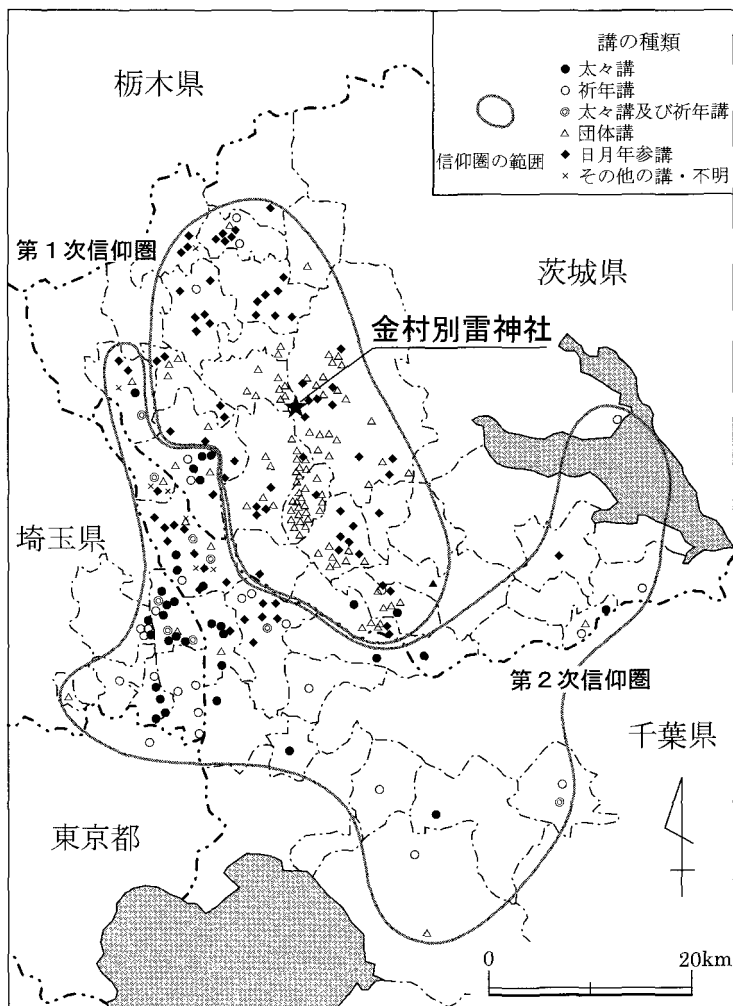 栃木県
講の種類
● 太々講
○ 祈年講
◎ 太々講及び祈年講
△ 団体講
◆ 日月年参講
× その他の講・不明
信仰圏の範囲
第1次信仰圏
茨城県
金村別雷神社
埼玉県
第2次信仰圏
千葉県
東京都
0
20km